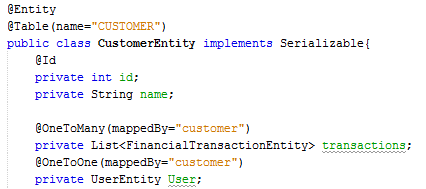 @Entity
@Table(name="CUSTOMER")
public class CustomerEntity implements Serializable{
@Id
private int id;
private String name;
@OneToMany(mappedBy="customer")
private List<FinancialTransactionEntity> transactions;
@OneToOne(mappedBy="customer")
private UserEntity User;